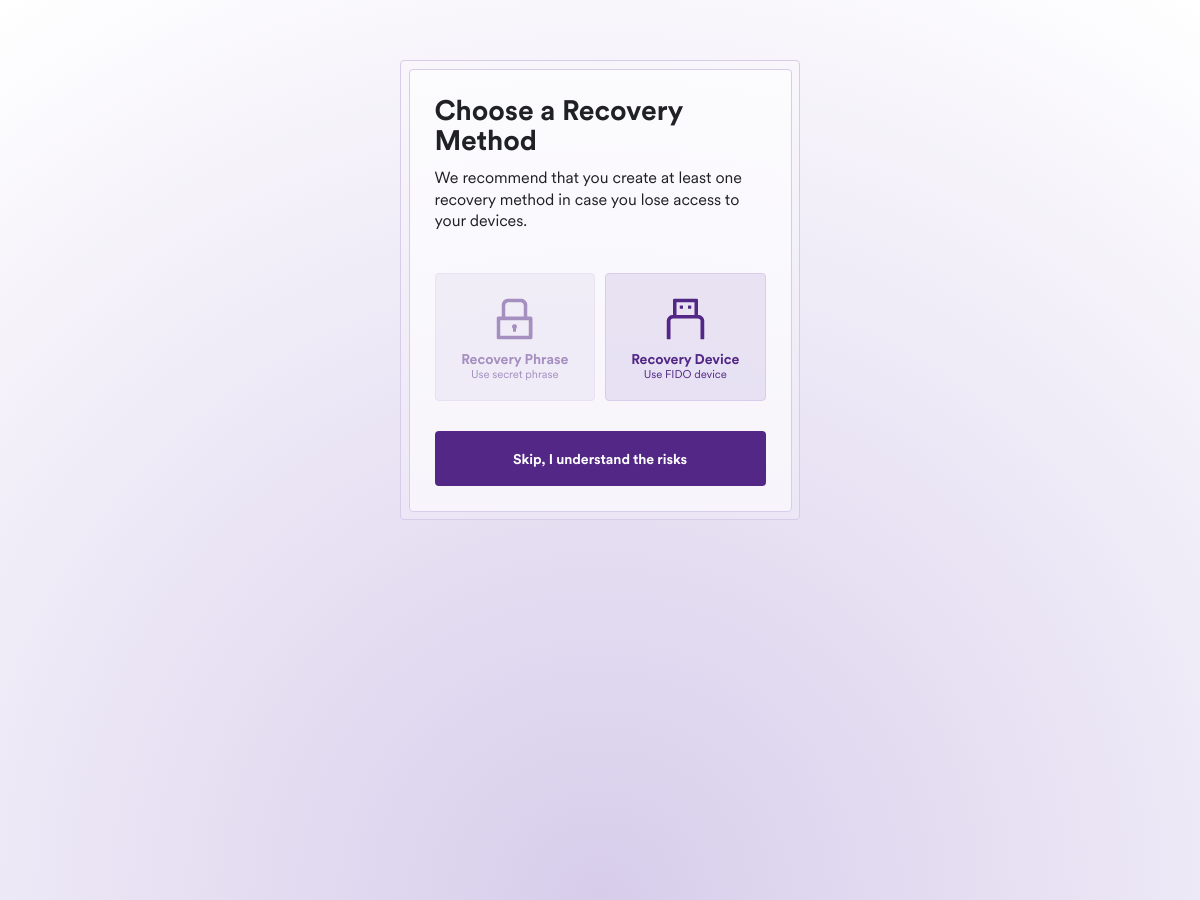 Choose a Recovery
Method
We recommend that you create at least one
recovery method in case you lose access to
your devices.
Recovery Phrase
Use secret phrase
Recovery Device
Use FIDO device
Skip, I understand the risks